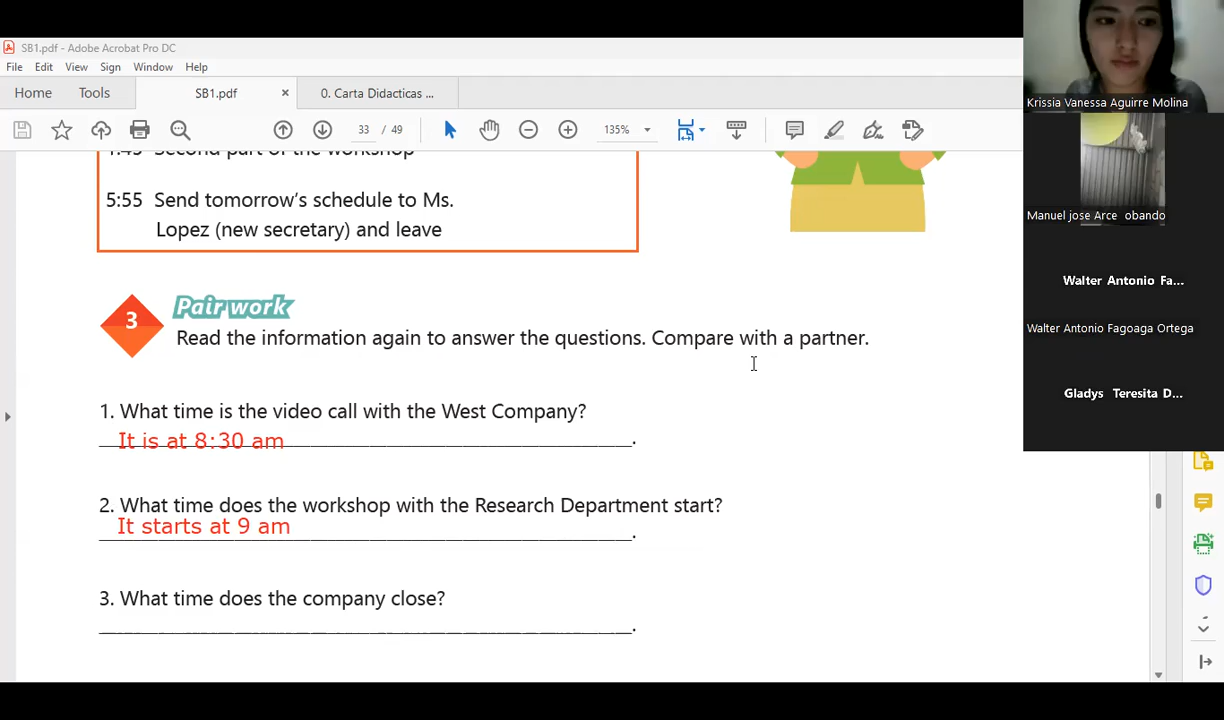 SB1.pdf - Adobe Acrobat Pro DC
File Edit View Sign Window Help
Home Tools SB1.pdf × 0. Carta Didacticas ...
33 / 49 135%
Second part of the workshop
5:55 Send tomorrow's schedule to Ms.
Lopez (new secretary) and leave
3 Pair work
Read the information again to answer the questions. Compare with a partner.
1. What time is the video call with the West Company?
It is at 8:30 am
2. What time does the workshop with the Research Department start?
It starts at 9 am
3. What time does the company close?
Krissia Vanessa Aguirre Molina
Manuel jose Arce obando
Walter Antonio Fa...
Walter Antonio Fagoaga Ortega
Gladys Teresita D...